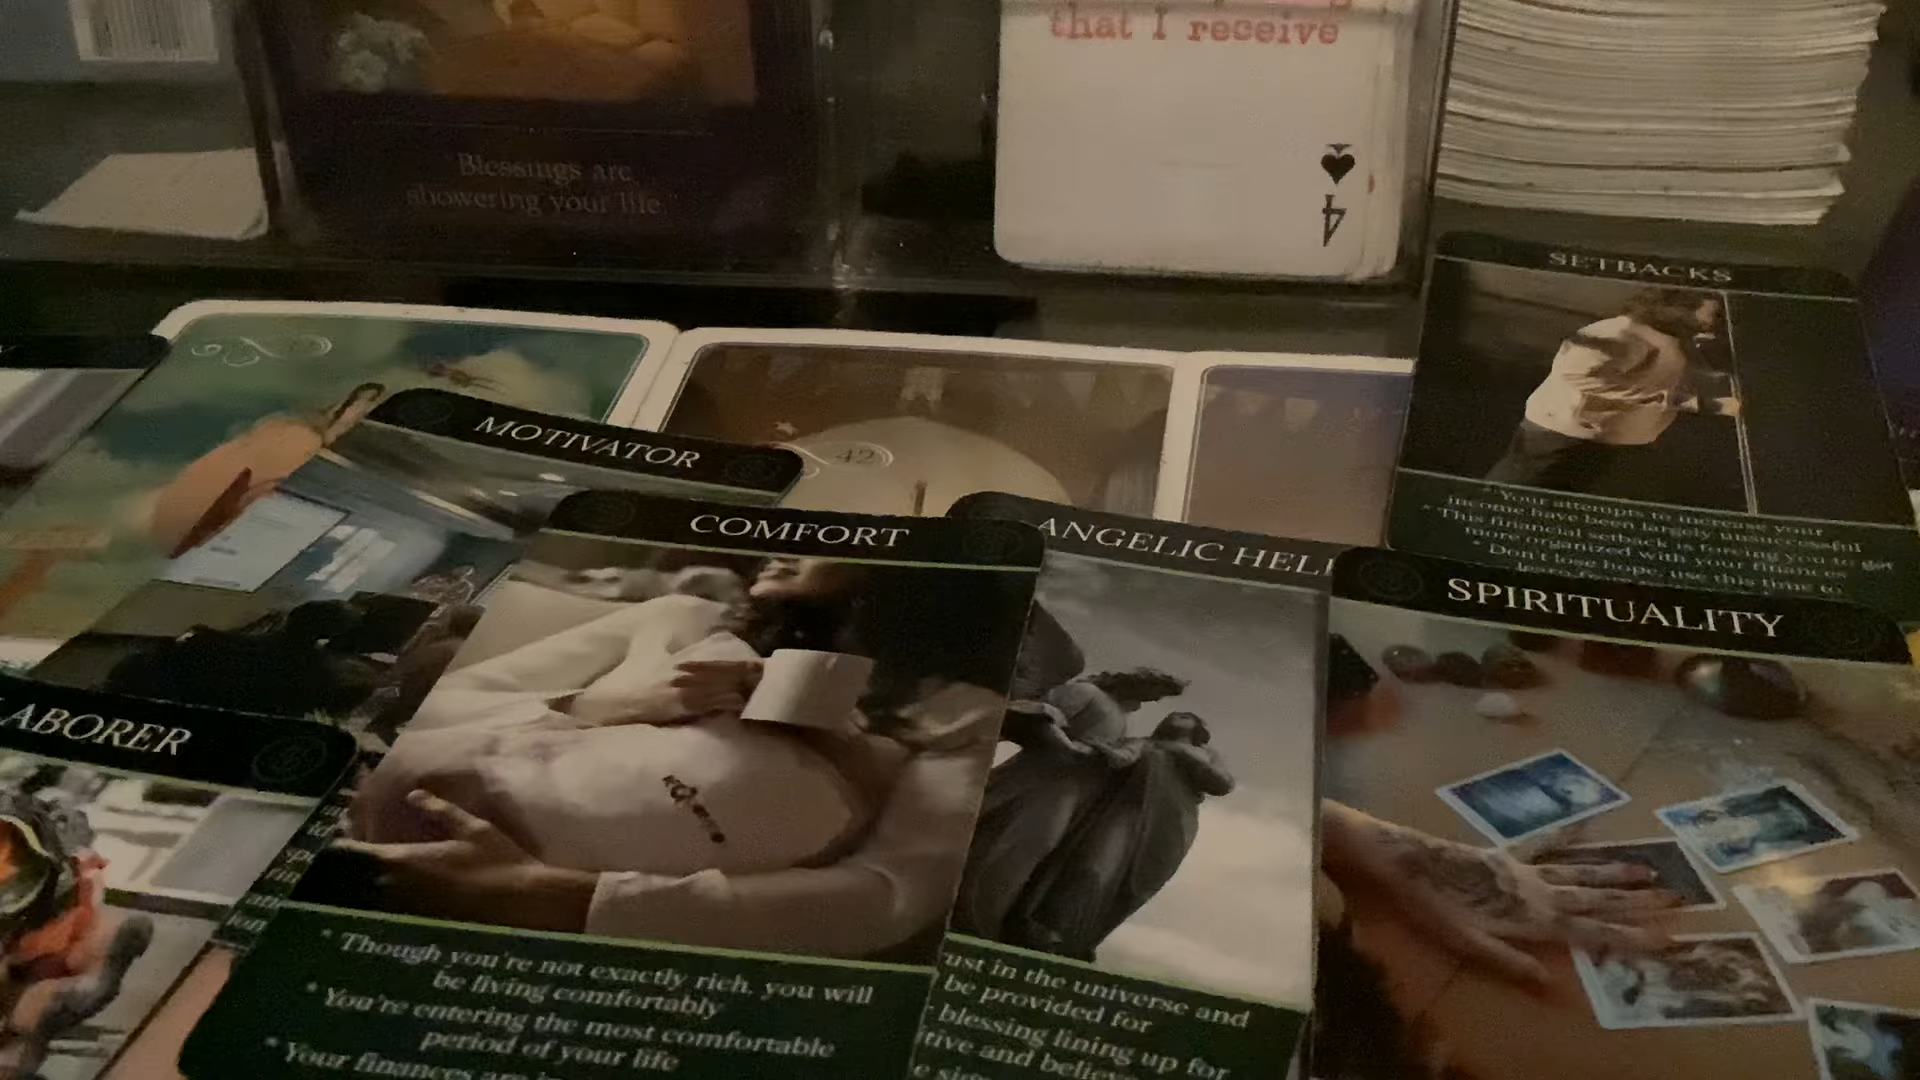 that I receive
"Blessings are
showering your life."
4
SETBACKS
* Your attempts to increase your
income have been largely unsuccessful
* This financial setback is forcing you to get
more organized with your finances
* Don't lose hope, use this time to
42
MOTIVATOR
COMFORT
ANGELIC HEL
SPIRITUALITY
LABORER
* Though you're not exactly rich, you will
be living comfortably
* You're entering the most comfortable
period of your life
* Your finances are
ust in the universe and
be provided for
blessing lining up for
itive and believe